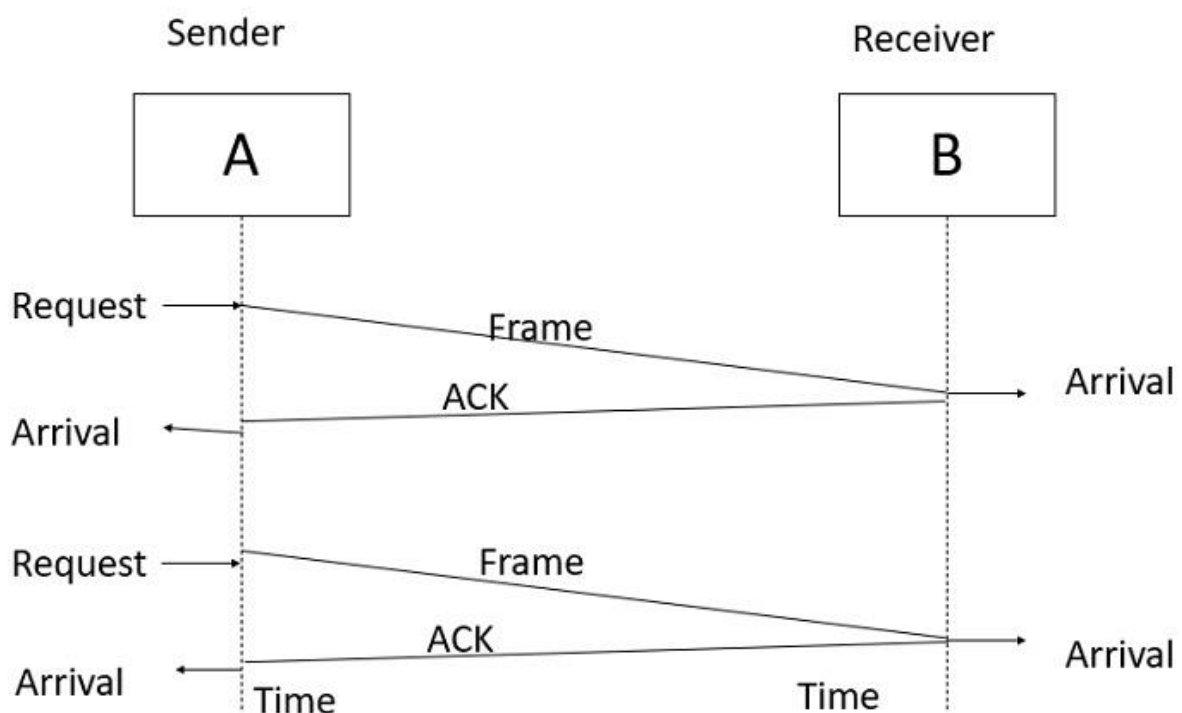 Sender
Receiver
A
B
Request
Frame
Arrival
ACK
Arrival
Request
Frame
ACK
Arrival
Arrival
Time
Time